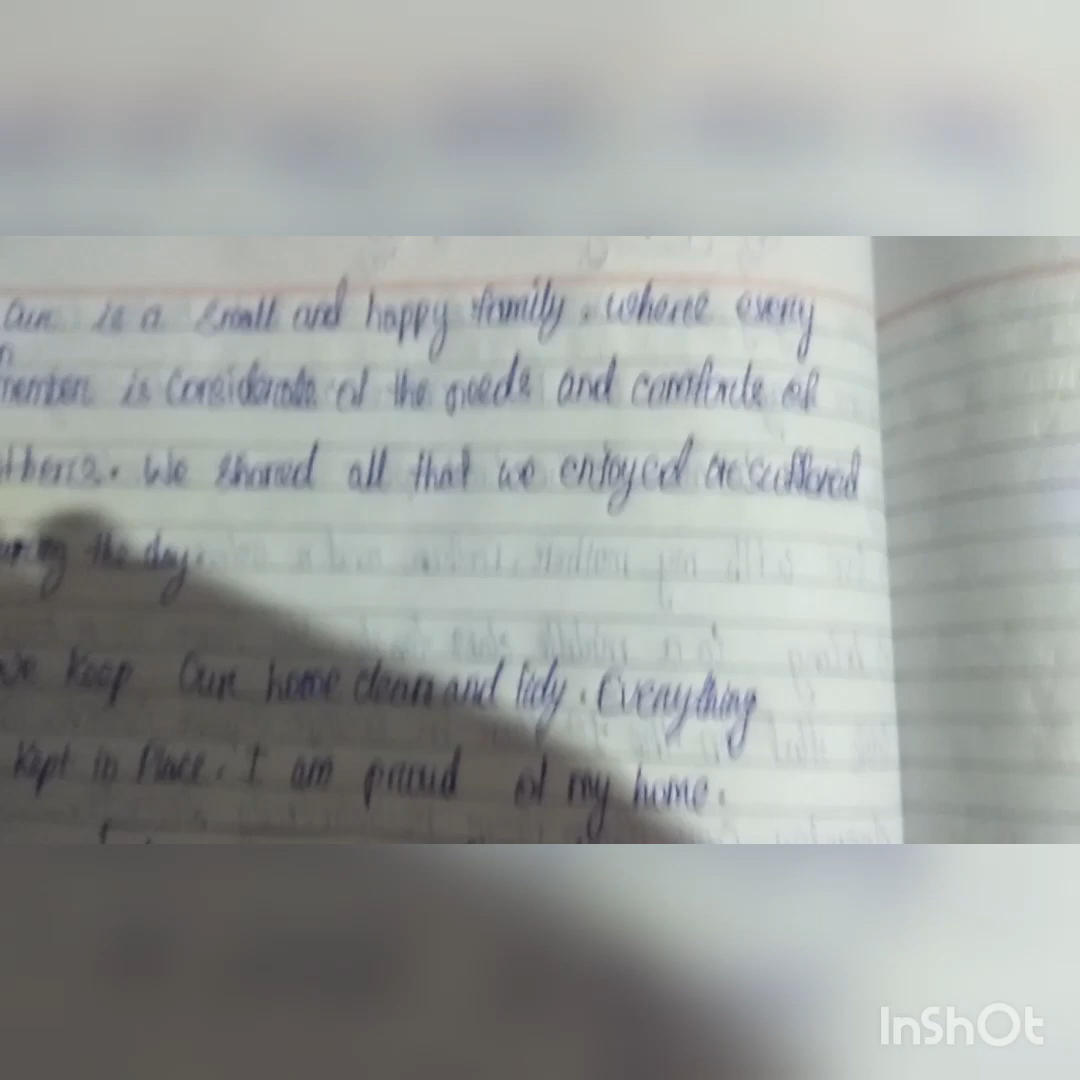 Our is a small and happy family. where every
member is considerate of the needs and comforts of
others. We shared all that we enjoyed or suffered
during the day.
We keep Our home clean and tidy. Everything
Kept in Place. I am proud of my home.
InShOt